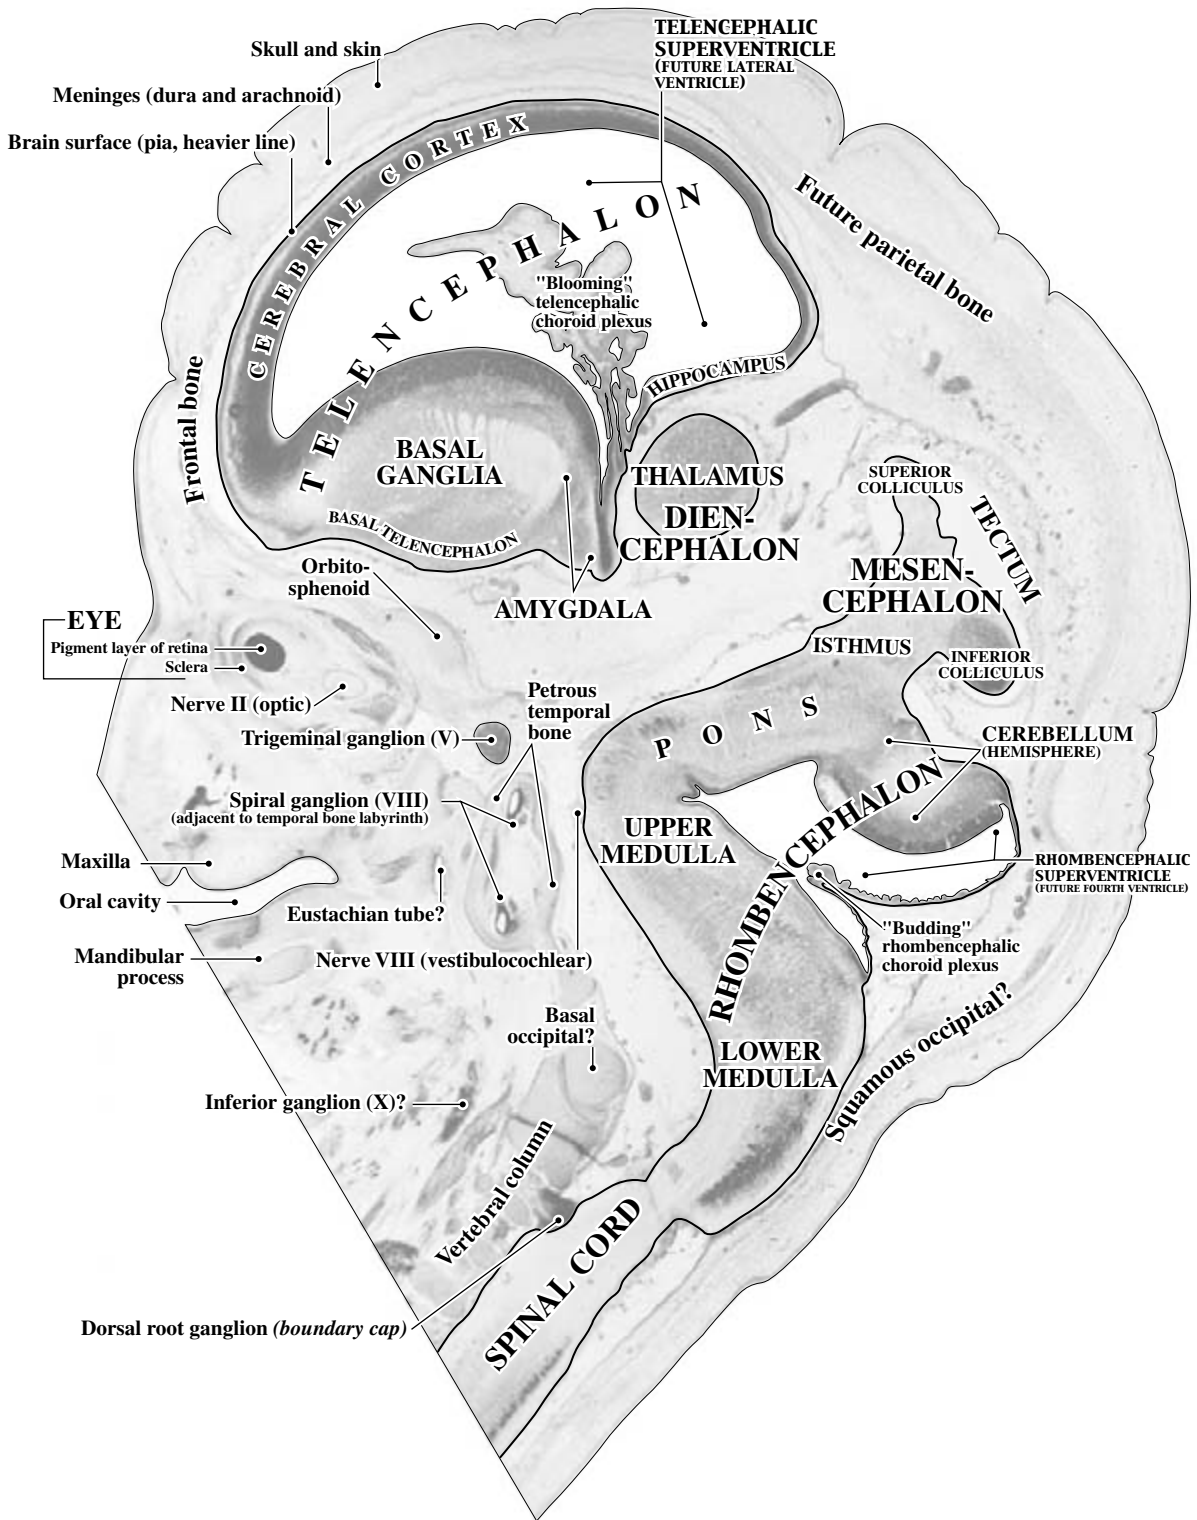 TELENCEPHALIC
SUPERVENTRICLE
(FUTURE LATERAL
VENTRICLE)
Skull and skin
Meninges (dura and arachnoid)
Brain surface (pia, heavier line)
CEREBRAL CORTEX
TELENCEPHALON
Future parietal bone
"Blooming"
telencephalic
choroid plexus
HIPPOCAMPUS
Frontal bone
BASAL
GANGLIA
BASAL TELENCEPHALON
THALAMUS
DIEN-
CEPHALON
SUPERIOR
COLLICULUS
TECTUM
MESEN-
CEPHALON
Orbito-
sphenoid
AMYGDALA
EYE
Pigment layer of retina
Sclera
ISTHMUS
INFERIOR
COLLICULUS
Nerve II (optic)
Petrous
temporal
bone
PONS
Trigeminal ganglion (V)
CEREBELLUM
(HEMISPHERE)
Spiral ganglion (VIII)
(adjacent to temporal bone labyrinth)
UPPER
MEDULLA
RHOMBENCEPHALON
Maxilla
RHOMBENCEPHALIC
SUPERVENTRICLE
(FUTURE FOURTH VENTRICLE)
Oral cavity
Eustachian tube?
"Budding"
rhombencephalic
choroid plexus
Mandibular
process
Nerve VIII (vestibulocochlear)
Basal
occipital?
Squamous occipital?
LOWER
MEDULLA
Inferior ganglion (X)?
Vertebral column
SPINAL CORD
Dorsal root ganglion (boundary cap)